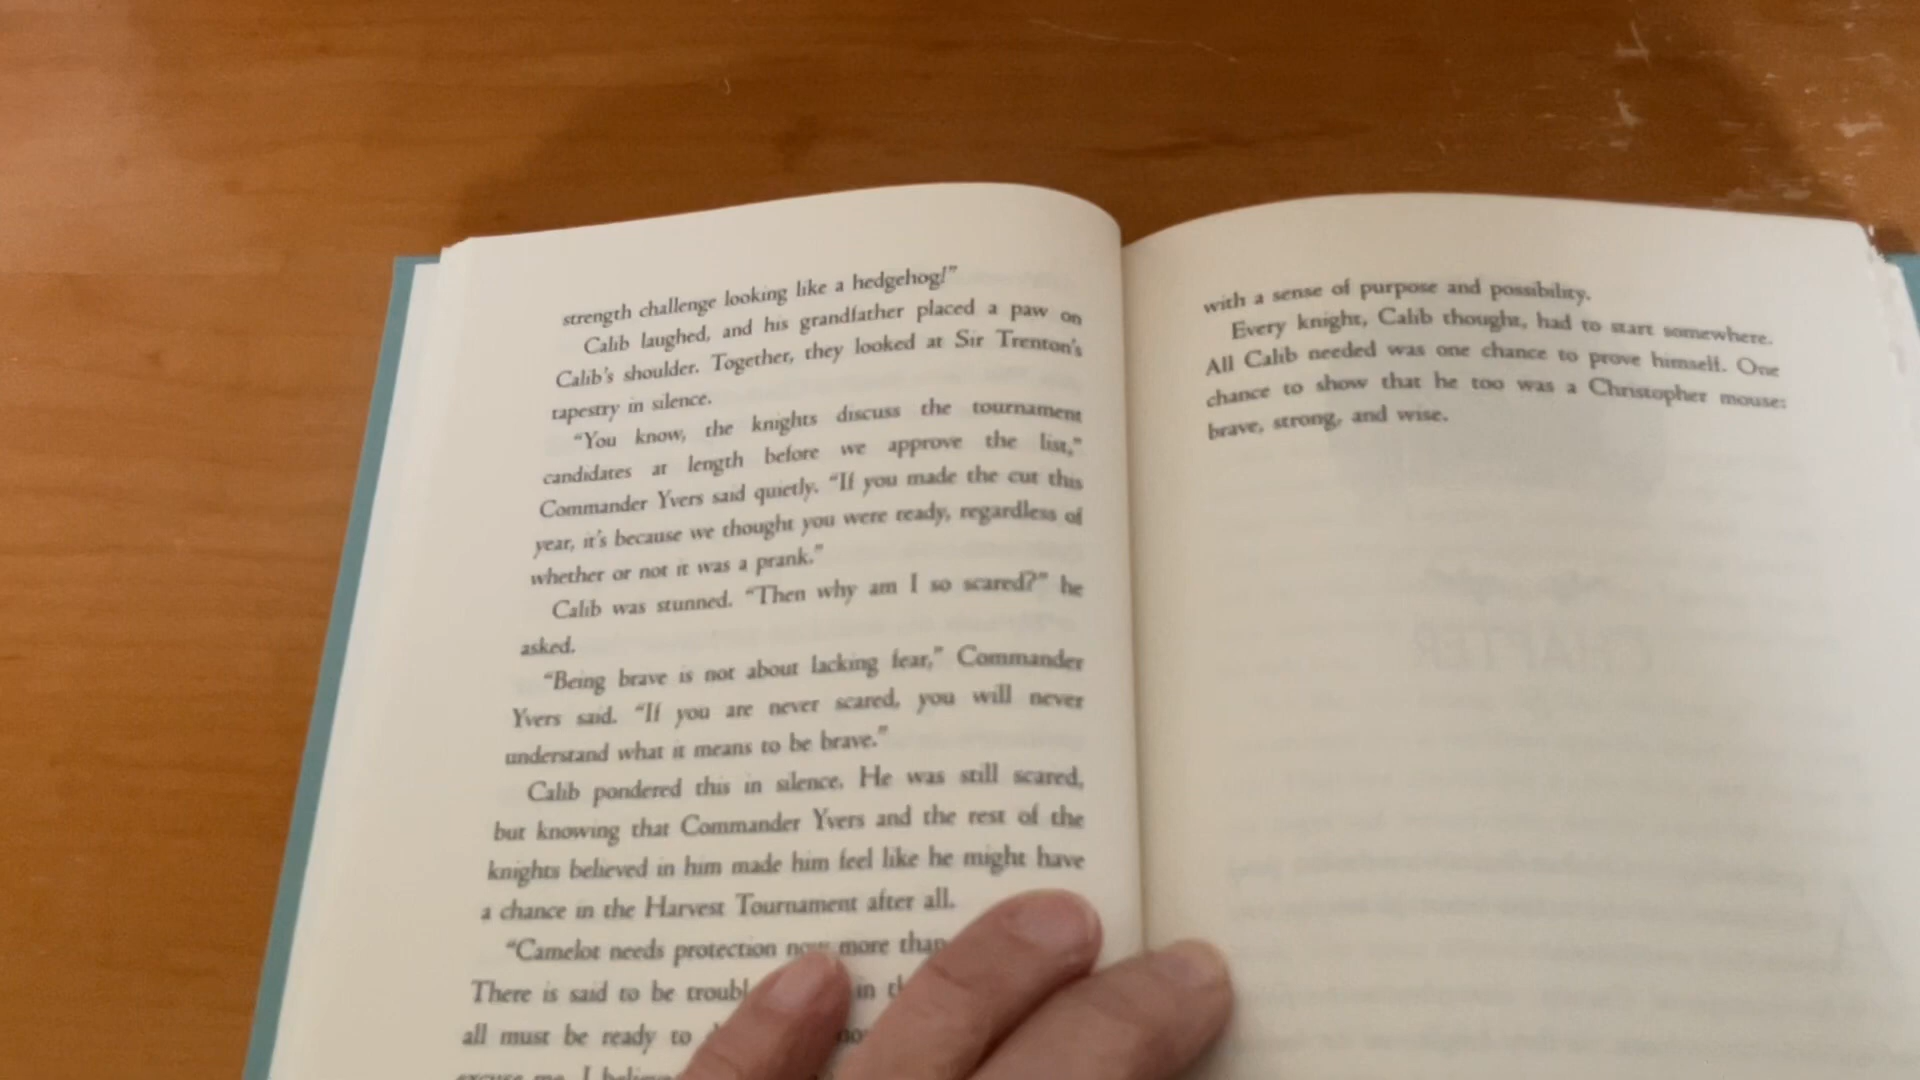 strength challenge looking like a hedgehog!"
Calib laughed, and his grandfather placed a paw on
Calib's shoulder. Together, they looked at Sir Trenton's
tapestry in silence.
"You know, the knights discuss the tournament
candidates at length before we approve the list,"
Commander Yvers said quietly. "If you made the cut this
year, it's because we thought you were ready, regardless of
whether or not it was a prank."
Calib was stunned. "Then why am I so scared?" he
asked.
"Being brave is not about lacking fear," Commander
Yvers said. "If you are never scared, you will never
understand what it means to be brave."
Calib pondered this in silence. He was still scared,
but knowing that Commander Yvers and the rest of the
knights believed in him made him feel like he might have
a chance in the Harvest Tournament after all.
"Camelot needs protection now more than
There is said to be in
all must be ready to
excuse me, I
with a sense of purpose and possibility.
Every knight, Calib thought, had to start somewhere.
All Calib needed was one chance to prove himself. One
chance to show that he too was a Christopher mouse:
brave, strong, and wise.